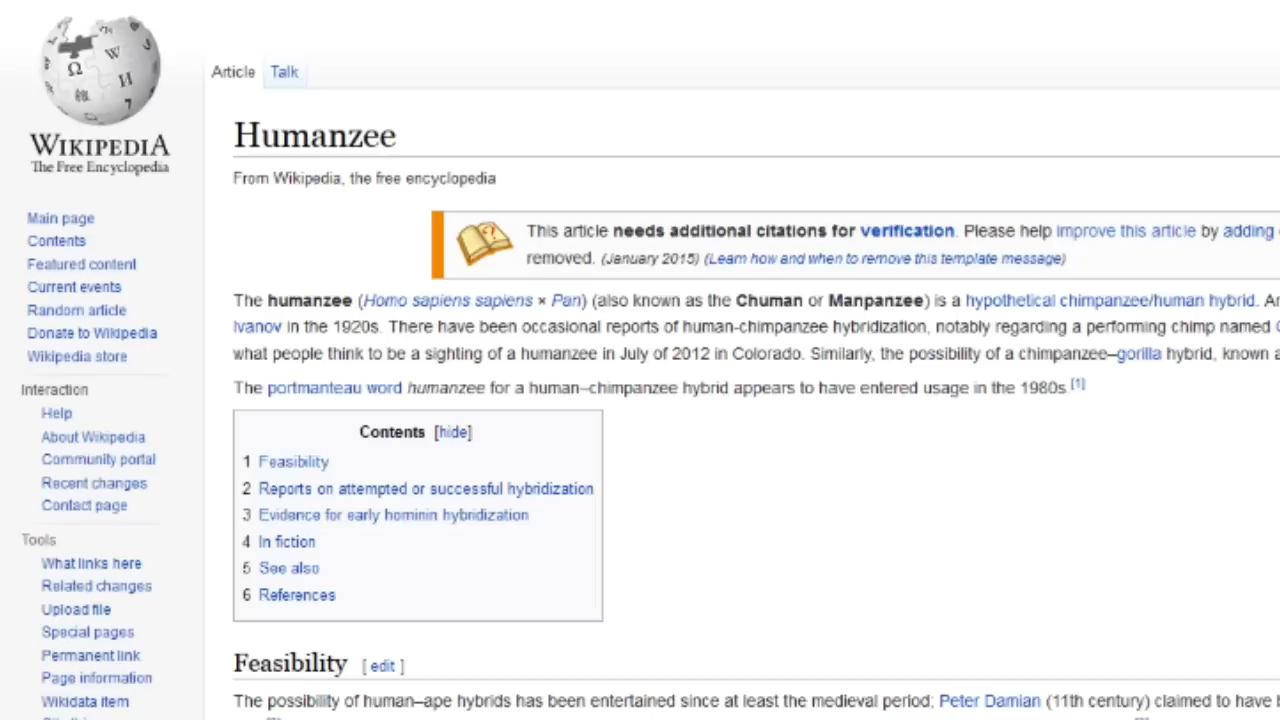 WIKIPEDIA
The Free Encyclopedia
Main page
Contents
Featured content
Current events
Random article
Donate to Wikipedia
Wikipedia store
Interaction
Help
About Wikipedia
Community portal
Recent changes
Contact page
Tools
What links here
Related changes
Upload file
Special pages
Permanent link
Page information
Wikidata item
Article Talk
Humanzee
From Wikipedia, the free encyclopedia
This article needs additional citations for verification. Please help improve this article by adding
removed. (January 2015) (Learn how and when to remove this template message)
The humanzee (Homo sapiens sapiens × Pan) (also known as the Chuman or Manpanzee) is a hypothetical chimpanzee/human hybrid.
Ivanov in the 1920s. There have been occasional reports of human-chimpanzee hybridization, notably regarding a performing chimp named
what people think to be a sighting of a humanzee in July of 2012 in Colorado. Similarly, the possibility of a chimpanzee–gorilla hybrid, known
The portmanteau word humanzee for a human–chimpanzee hybrid appears to have entered usage in the 1980s.[1]
Contents [hide]
1 Feasibility
2 Reports on attempted or successful hybridization
3 Evidence for early hominin hybridization
4 In fiction
5 See also
6 References
Feasibility [ edit ]
The possibility of human–ape hybrids has been entertained since at least the medieval period; Peter Damian (11th century) claimed to have